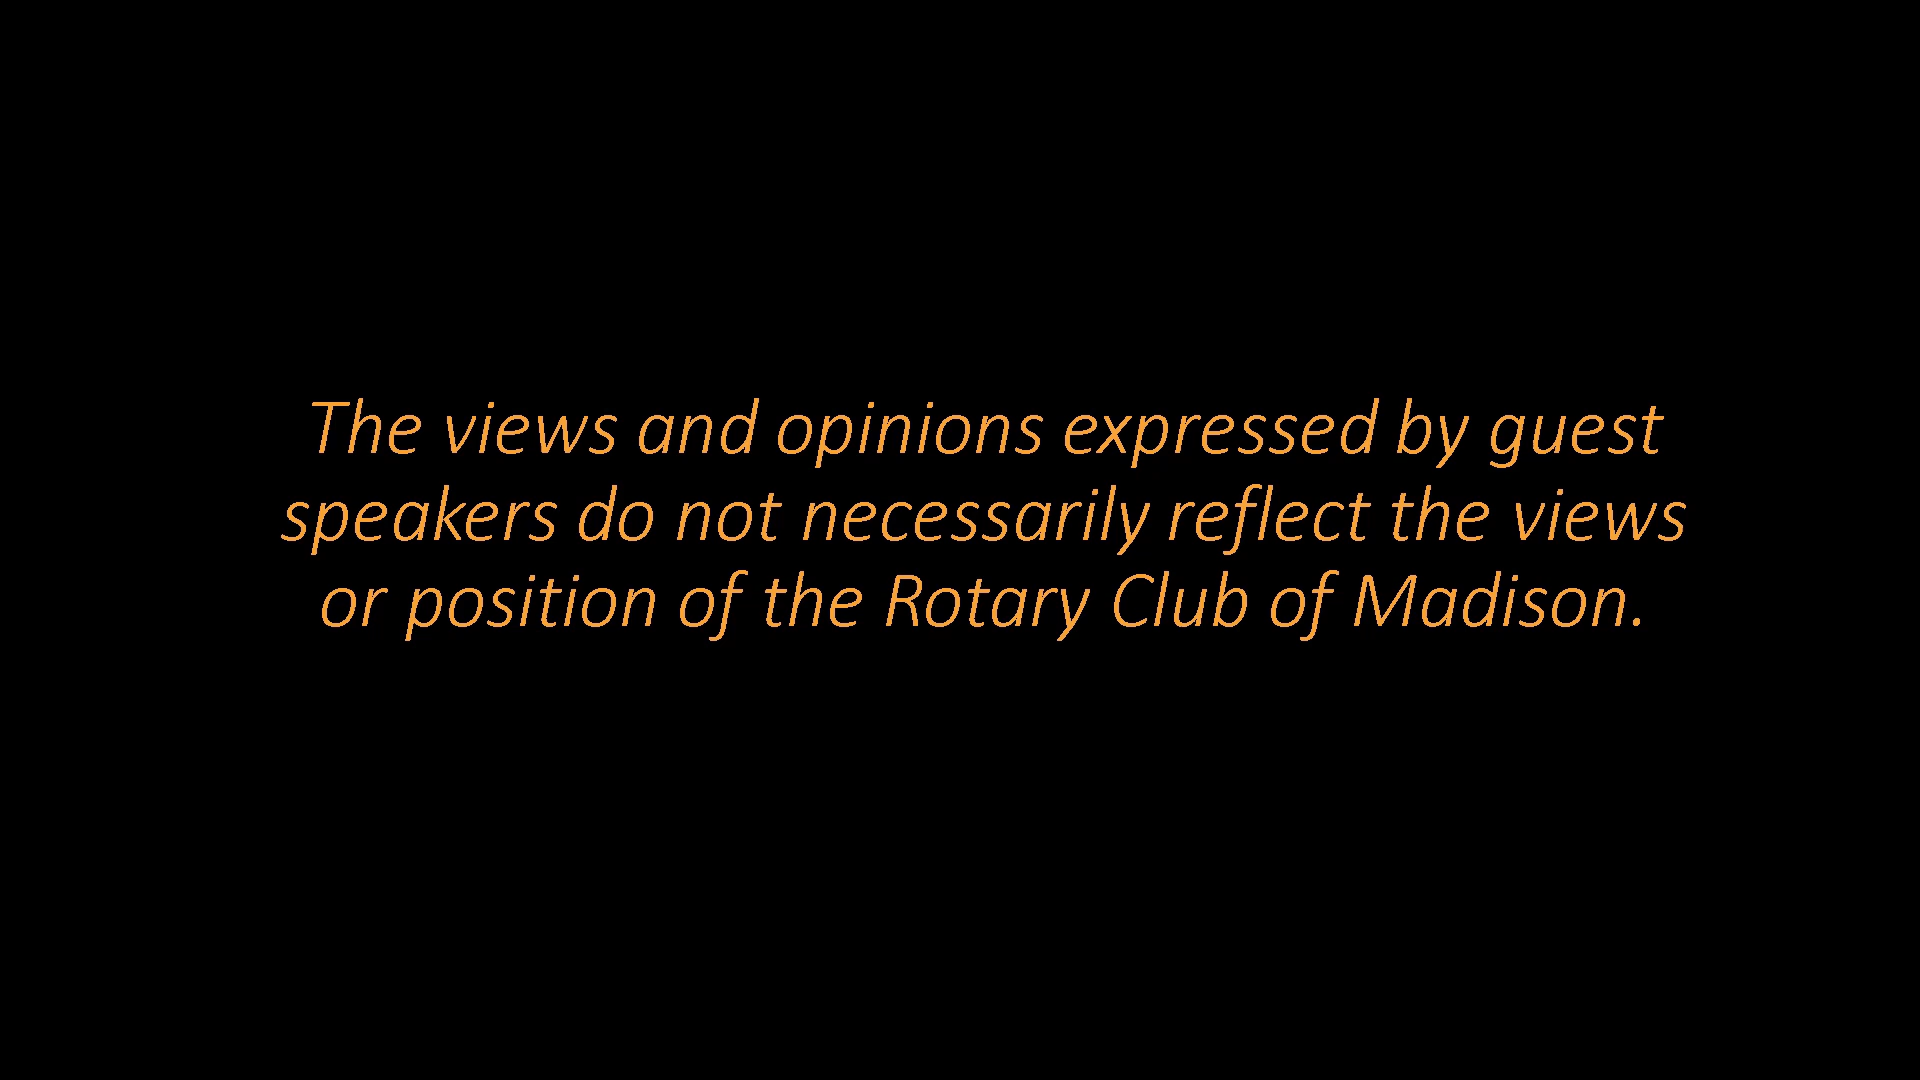 The views and opinions expressed by guest
speakers do not necessarily reflect the views
or position of the Rotary Club of Madison.